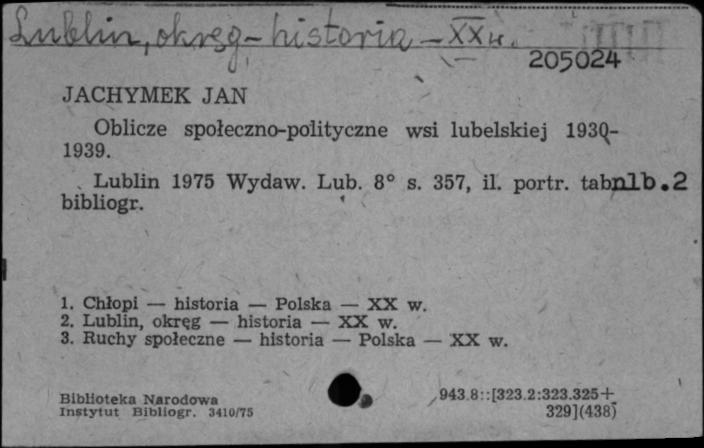 Lublin, okręg - historia - XX w.
205024
JACHYMEK JAN
Oblicze społeczno-polityczne wsi lubelskiej 1930-
1939.
Lublin 1975 Wydaw. Lub. 8° s. 357, il. portr. tabnlb.2
bibliogr.
1. Chłopi — historia — Polska — XX w.
2. Lublin, okręg — historia — XX w.
3. Ruchy społeczne — historia — Polska — XX w.
Biblioteka Narodowa 943.8::[323.2:323.325+
Instytut Bibliogr. 3410/75 329](438)